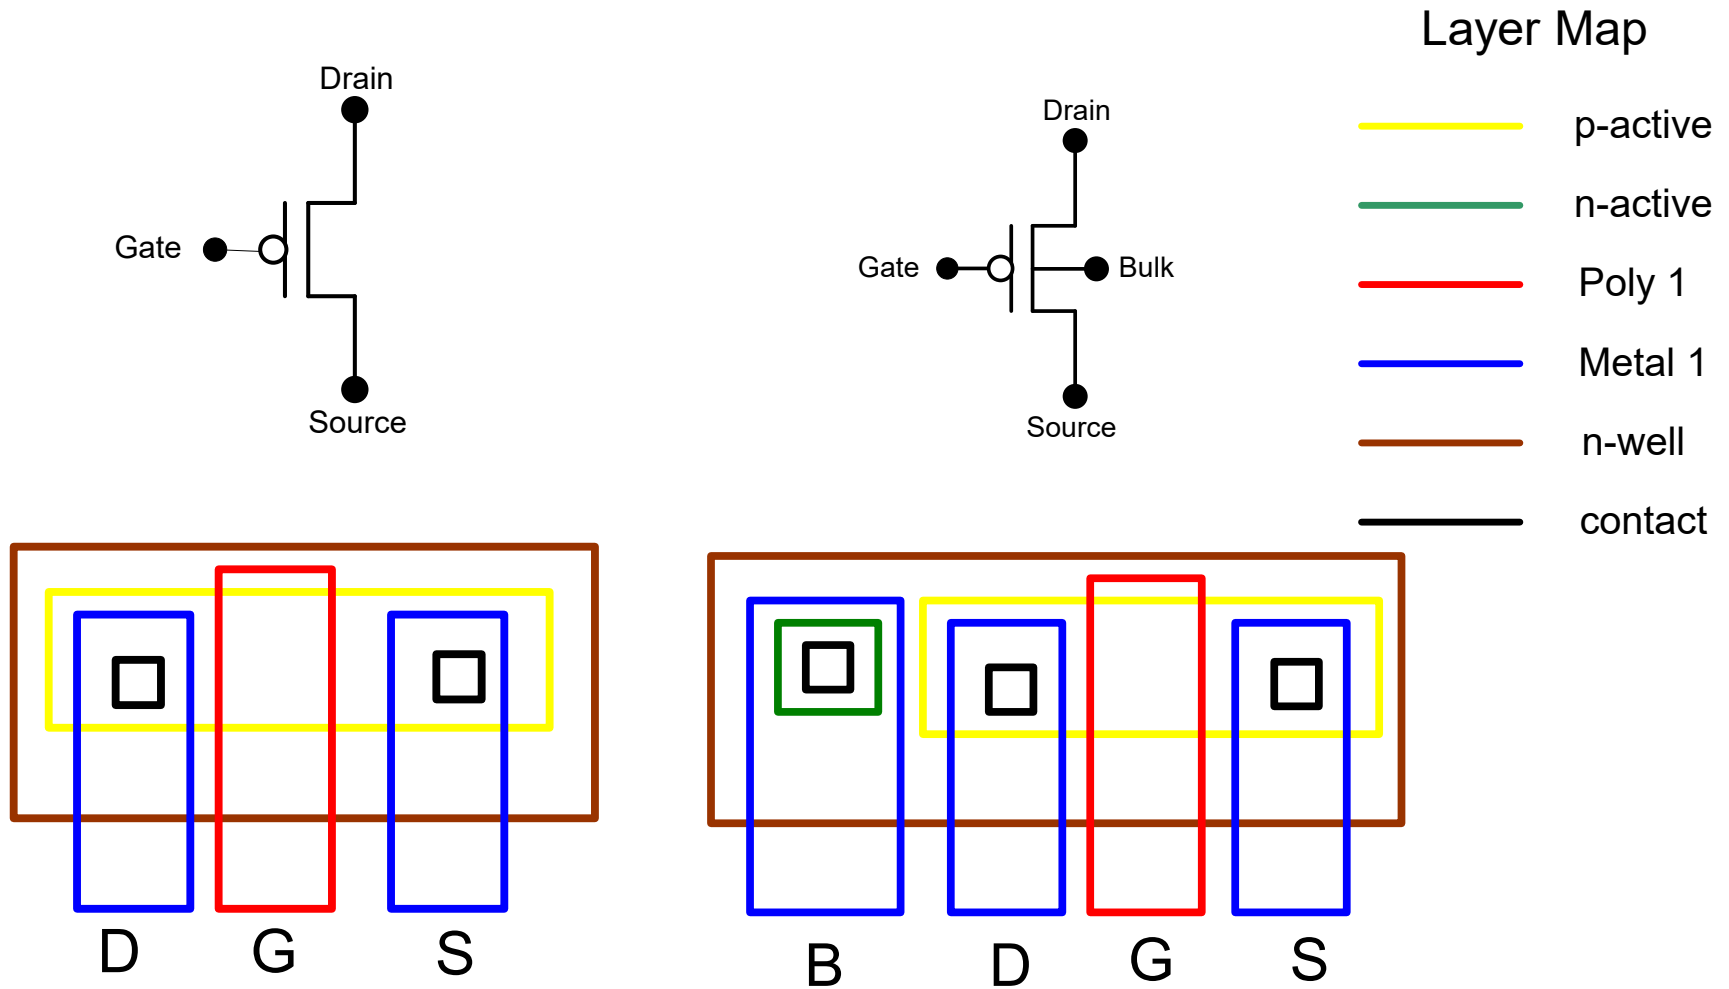 Layer Map
Drain
Gate
Source
Drain
Gate
Bulk
Source
p-active
n-active
Poly 1
Metal 1
n-well
contact
D
G
S
B
D
G
S